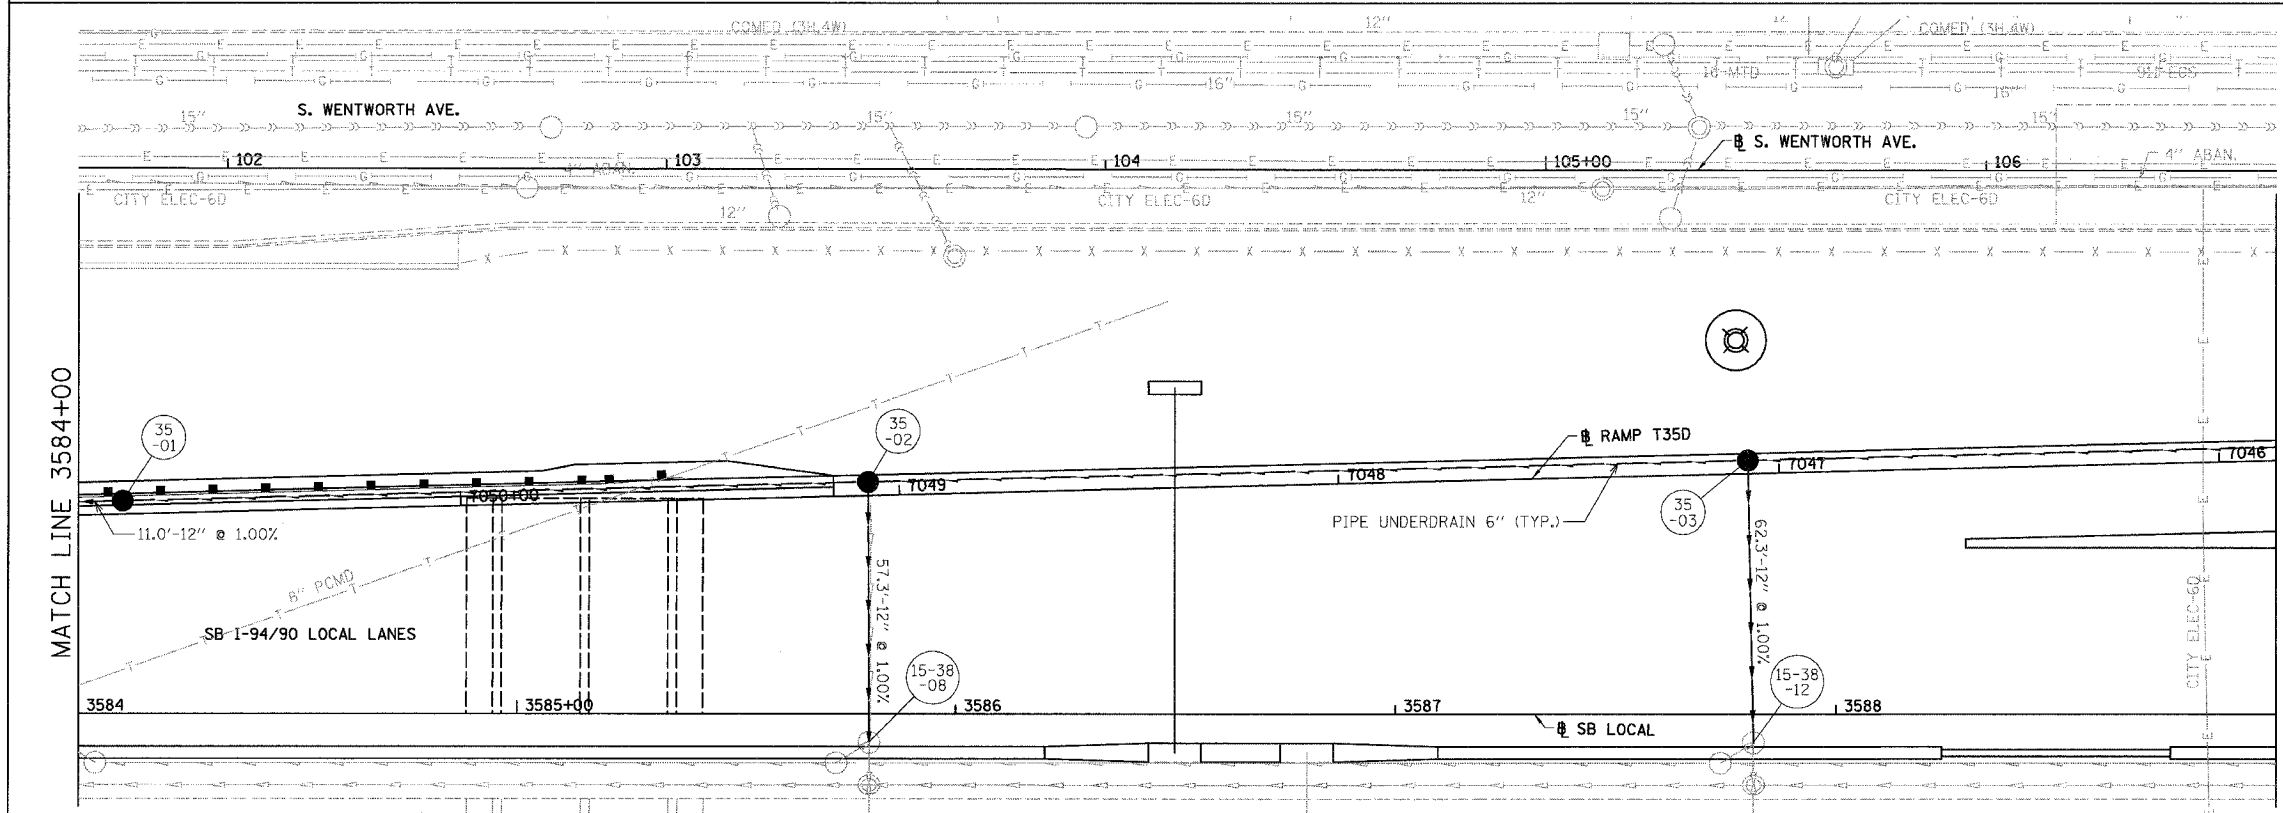 COMED (3H,4W)
12"
COMED (3H,4W)
16"
16"
S. WENTWORTH AVE.
15"
15"
15"
15"
15"
℄ S. WENTWORTH AVE.
102
103
104
105+00
106
4" ABAN.
4" ABAN.
CITY ELEC-6D
12"
CITY ELEC-6D
12"
CITY ELEC-6D
MATCH LINE 3584+00
35
-01
35
-02
℄ RAMP T35D
7050+00
7049
7048
7047
7046
11.0'-12" @ 1.00%
PIPE UNDERDRAIN 6" (TYP.)
35
-03
8" PCMD
57.3'-12" @ 1.00%
62.3'-12" @ 1.00%
CITY ELEC-6D
SB I-94/90 LOCAL LANES
15-38
-08
15-38
-12
3584
3585+00
3586
3587
3588
℄ SB LOCAL